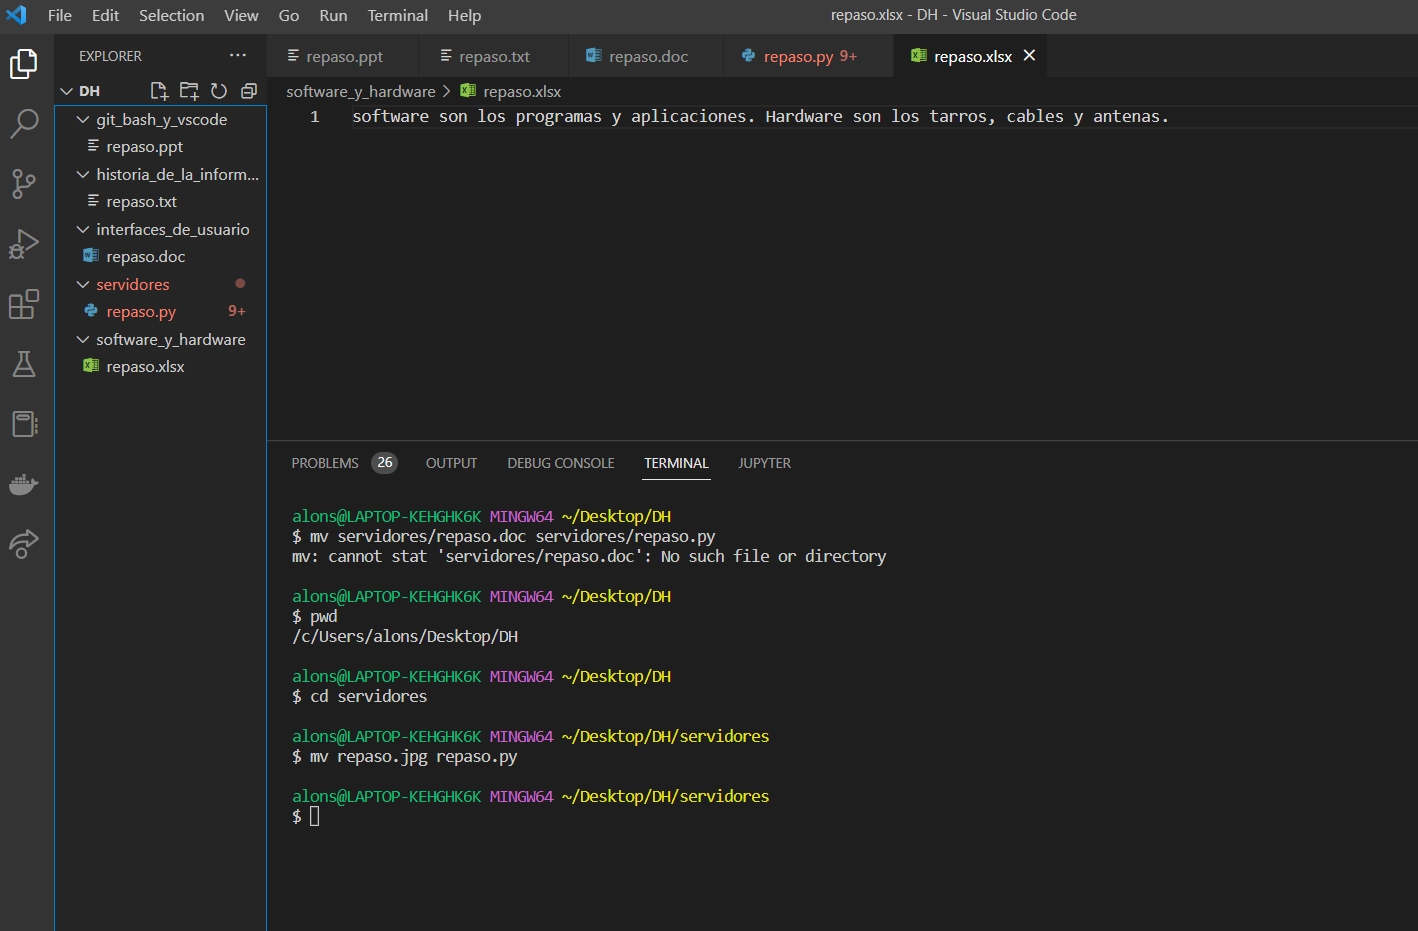 File Edit Selection View Go Run Terminal Help repaso.xlsx - DH - Visual Studio Code
EXPLORER ···
DH
git_bash_y_vscode
repaso.ppt
historia_de_la_inform...
repaso.txt
interfaces_de_usuario
repaso.doc
servidores
repaso.py 9+
software_y_hardware
repaso.xlsx
repaso.ppt repaso.txt repaso.doc repaso.py 9+ repaso.xlsx
software_y_hardware > repaso.xlsx
1 software son los programas y aplicaciones. Hardware son los tarros, cables y antenas.
PROBLEMS 26 OUTPUT DEBUG CONSOLE TERMINAL JUPYTER
alons@LAPTOP-KEHGHK6K MINGW64 ~/Desktop/DH
$ mv servidores/repaso.doc servidores/repaso.py
mv: cannot stat 'servidores/repaso.doc': No such file or directory
alons@LAPTOP-KEHGHK6K MINGW64 ~/Desktop/DH
$ pwd
/c/Users/alons/Desktop/DH
alons@LAPTOP-KEHGHK6K MINGW64 ~/Desktop/DH
$ cd servidores
alons@LAPTOP-KEHGHK6K MINGW64 ~/Desktop/DH/servidores
$ mv repaso.jpg repaso.py
alons@LAPTOP-KEHGHK6K MINGW64 ~/Desktop/DH/servidores
$